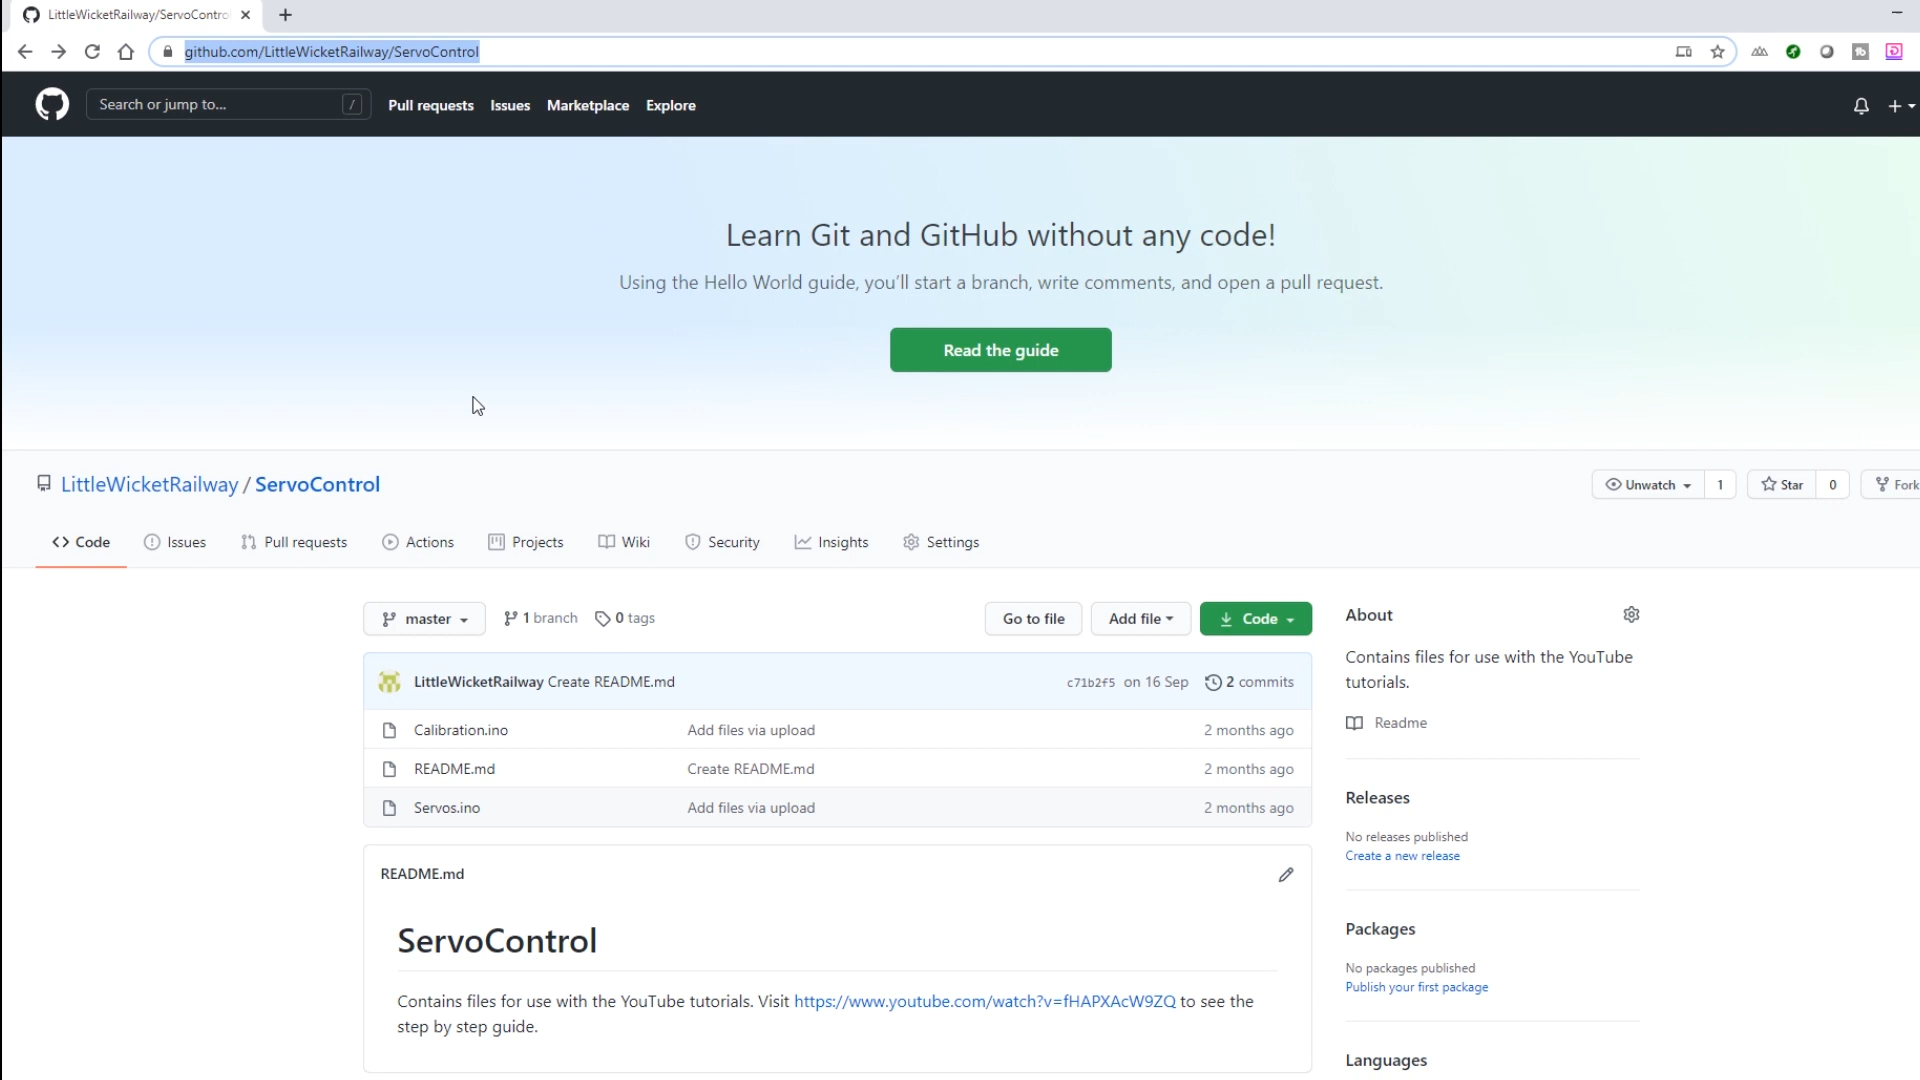 LittleWicketRailway/ServoContro
github.com/LittleWicketRailway/ServoControl
Search or jump to... /
Pull requests Issues Marketplace Explore
Learn Git and GitHub without any code!
Using the Hello World guide, you'll start a branch, write comments, and open a pull request.
Read the guide
LittleWicketRailway / ServoControl
Unwatch 1 Star 0 Fork
Code Issues Pull requests Actions Projects Wiki Security Insights Settings
master 1 branch 0 tags Go to file Add file Code
LittleWicketRailway Create README.md c71b2f5 on 16 Sep 2 commits
Calibration.ino Add files via upload 2 months ago
README.md Create README.md 2 months ago
Servos.ino Add files via upload 2 months ago
README.md
ServoControl
Contains files for use with the YouTube tutorials. Visit https://www.youtube.com/watch?v=fHAPXAcW9ZQ to see the
step by step guide.
About
Contains files for use with the YouTube
tutorials.
Readme
Releases
No releases published
Create a new release
Packages
No packages published
Publish your first package
Languages